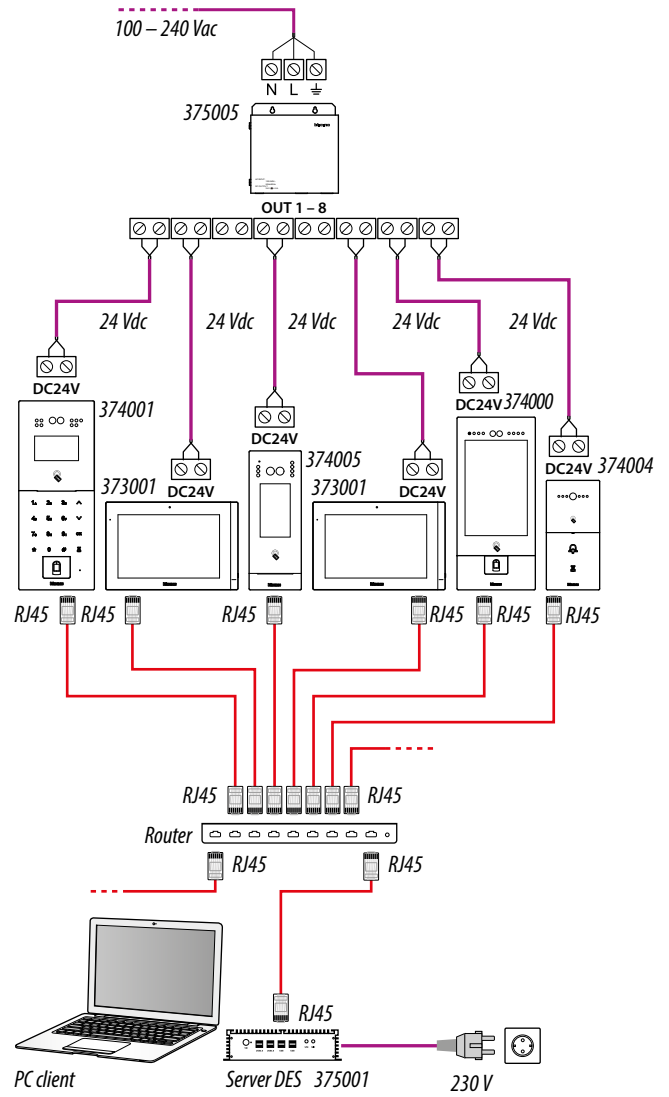 100 – 240 Vac
N L
375005
OUT 1 – 8
24 Vdc 24 Vdc 24 Vdc 24 Vdc 24 Vdc
DC24V
374001
DC24V
374005
DC24V 374000
DC24V 374004
373001 DC24V
373001 DC24V
RJ45 RJ45 RJ45 RJ45 RJ45 RJ45
RJ45 RJ45
Router
RJ45 RJ45
RJ45
PC client Server DES 375001 230 V